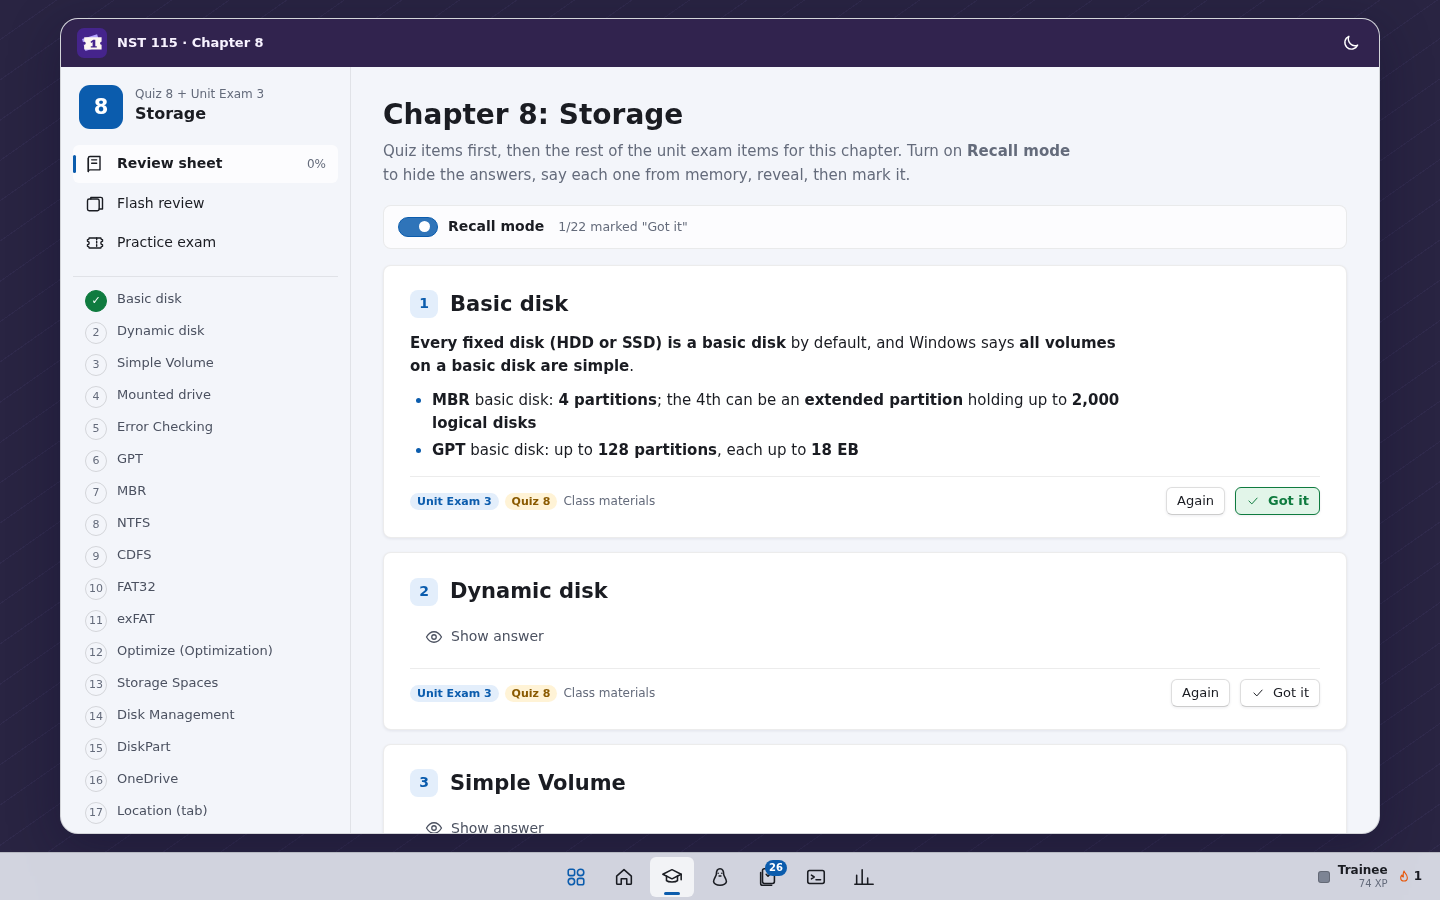 1
NST 115 · Chapter 8
8
Quiz 8 + Unit Exam 3
Storage
Review sheet
0%
Flash review
Practice exam
✓ Basic disk
2 Dynamic disk
3 Simple Volume
4 Mounted drive
5 Error Checking
6 GPT
7 MBR
8 NTFS
9 CDFS
10 FAT32
11 exFAT
12 Optimize (Optimization)
13 Storage Spaces
14 Disk Management
15 DiskPart
16 OneDrive
17 Location (tab)
Chapter 8: Storage
Quiz items first, then the rest of the unit exam items for this chapter. Turn on Recall mode
to hide the answers, say each one from memory, reveal, then mark it.
Recall mode 1/22 marked "Got it"
1 Basic disk
Every fixed disk (HDD or SSD) is a basic disk by default, and Windows says all volumes
on a basic disk are simple.
• MBR basic disk: 4 partitions; the 4th can be an extended partition holding up to 2,000
logical disks
• GPT basic disk: up to 128 partitions, each up to 18 EB
Unit Exam 3 Quiz 8 Class materials Again ✓ Got it
2 Dynamic disk
Show answer
Unit Exam 3 Quiz 8 Class materials Again ✓ Got it
3 Simple Volume
Show answer
26
Trainee
74 XP
1